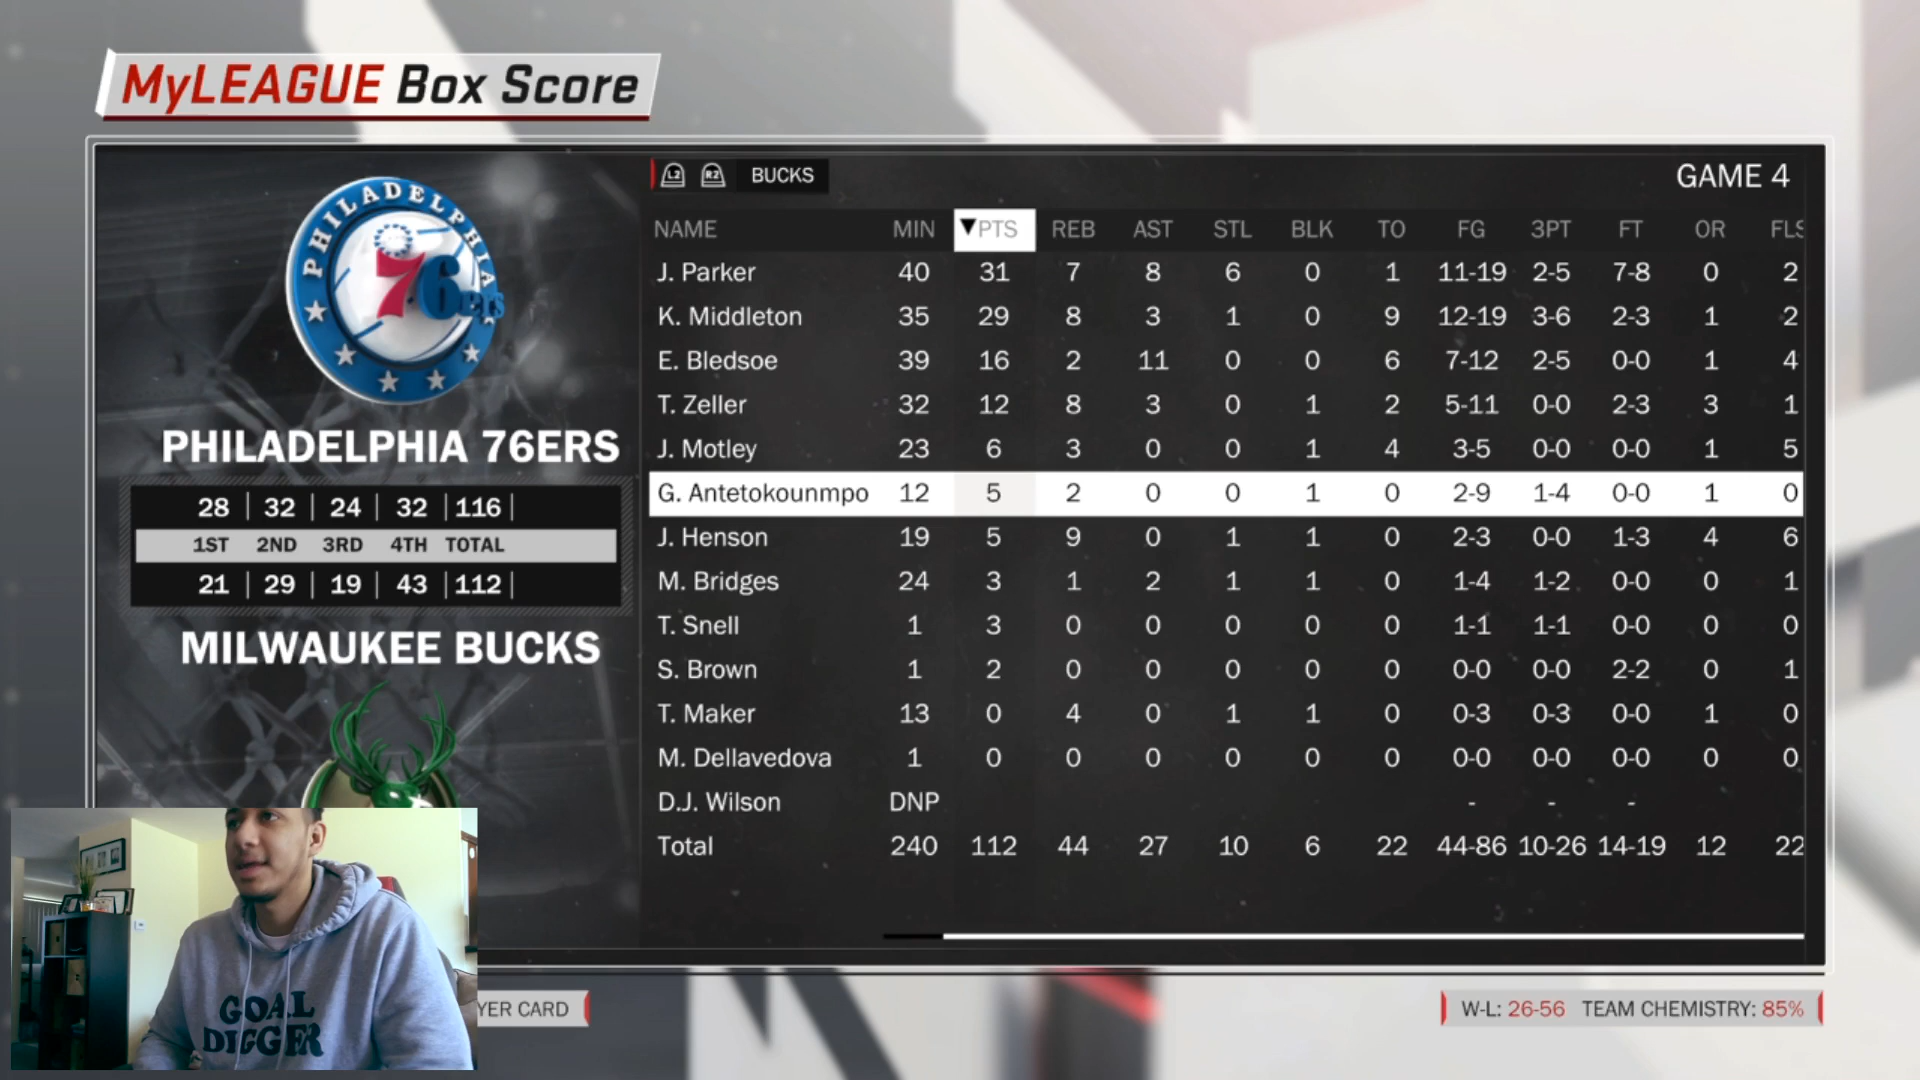 MyLEAGUE Box Score
L2 R2 BUCKS GAME 4
PHILADELPHIA
76ers
PHILADELPHIA 76ERS
28 | 32 | 24 | 32 | 116 |
1ST 2ND 3RD 4TH TOTAL
21 | 29 | 19 | 43 | 112 |
MILWAUKEE BUCKS
NAME MIN ▼PTS REB AST STL BLK TO FG 3PT FT OR FLS
J. Parker 40 31 7 8 6 0 1 11-19 2-5 7-8 0 2
K. Middleton 35 29 8 3 1 0 9 12-19 3-6 2-3 1 2
E. Bledsoe 39 16 2 11 0 0 6 7-12 2-5 0-0 1 4
T. Zeller 32 12 8 3 0 1 2 5-11 0-0 2-3 3 1
J. Motley 23 6 3 0 0 1 4 3-5 0-0 0-0 1 5
G. Antetokounmpo 12 5 2 0 0 1 0 2-9 1-4 0-0 1 0
J. Henson 19 5 9 0 1 1 0 2-3 0-0 1-3 4 6
M. Bridges 24 3 1 2 1 1 0 1-4 1-2 0-0 0 1
T. Snell 1 3 0 0 0 0 0 1-1 1-1 0-0 0 0
S. Brown 1 2 0 0 0 0 0 0-0 0-0 2-2 0 1
T. Maker 13 0 4 0 1 1 0 0-3 0-3 0-0 1 0
M. Dellavedova 1 0 0 0 0 0 0 0-0 0-0 0-0 0 0
D.J. Wilson DNP - - -
Total 240 112 44 27 10 6 22 44-86 10-26 14-19 12 22
GOAL
DIGGER
YER CARD
W-L: 26-56 TEAM CHEMISTRY: 85%